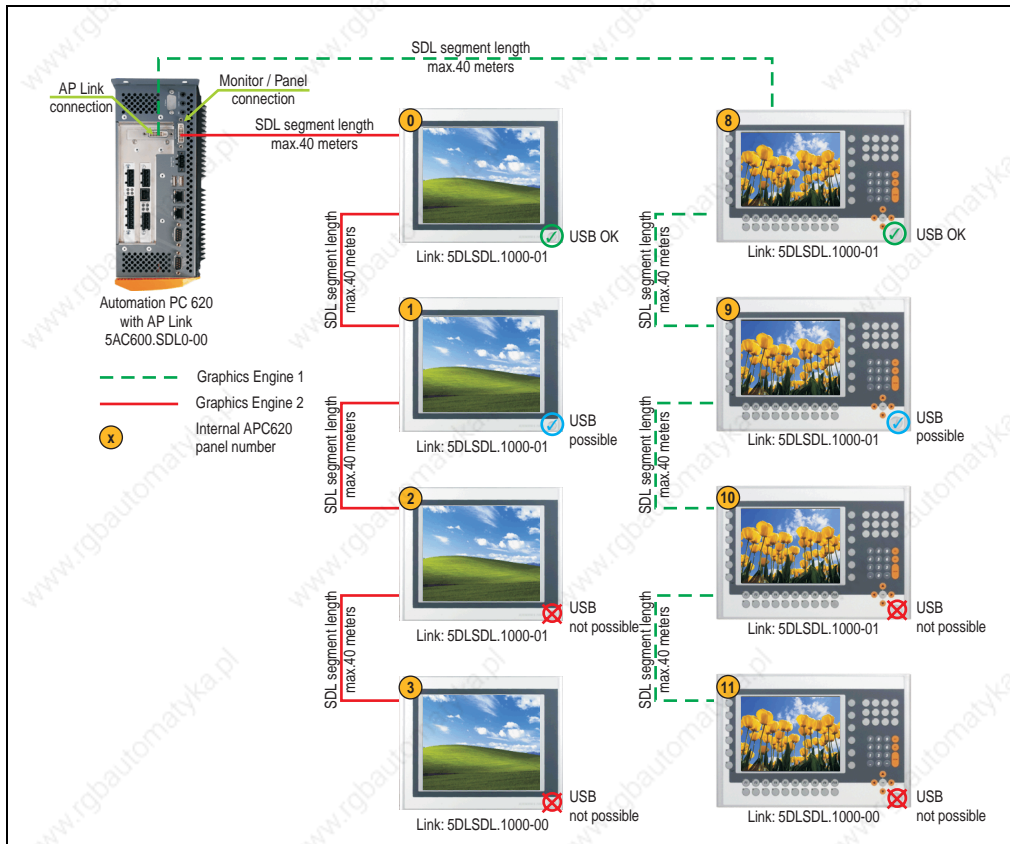 SDL segment length
max.40 meters
AP Link
connection
Monitor / Panel
connection
SDL segment length
max.40 meters
0
8
USB OK
Link: 5DLSDL.1000-01
USB OK
Link: 5DLSDL.1000-01
SDL segment length
max.40 meters
SDL segment length
max.40 meters
Automation PC 620
with AP Link
5AC600.SDL0-00
1
9
USB
possible
Link: 5DLSDL.1000-01
USB
possible
Link: 5DLSDL.1000-01
Graphics Engine 1
Graphics Engine 2
x
Internal APC620
panel number
SDL segment length
max.40 meters
SDL segment length
max.40 meters
2
10
USB
not possible
Link: 5DLSDL.1000-01
USB
not possible
Link: 5DLSDL.1000-01
SDL segment length
max.40 meters
SDL segment length
max.40 meters
3
11
USB
not possible
Link: 5DLSDL.1000-00
USB
not possible
Link: 5DLSDL.1000-00
www.rgbautomatyka.pl